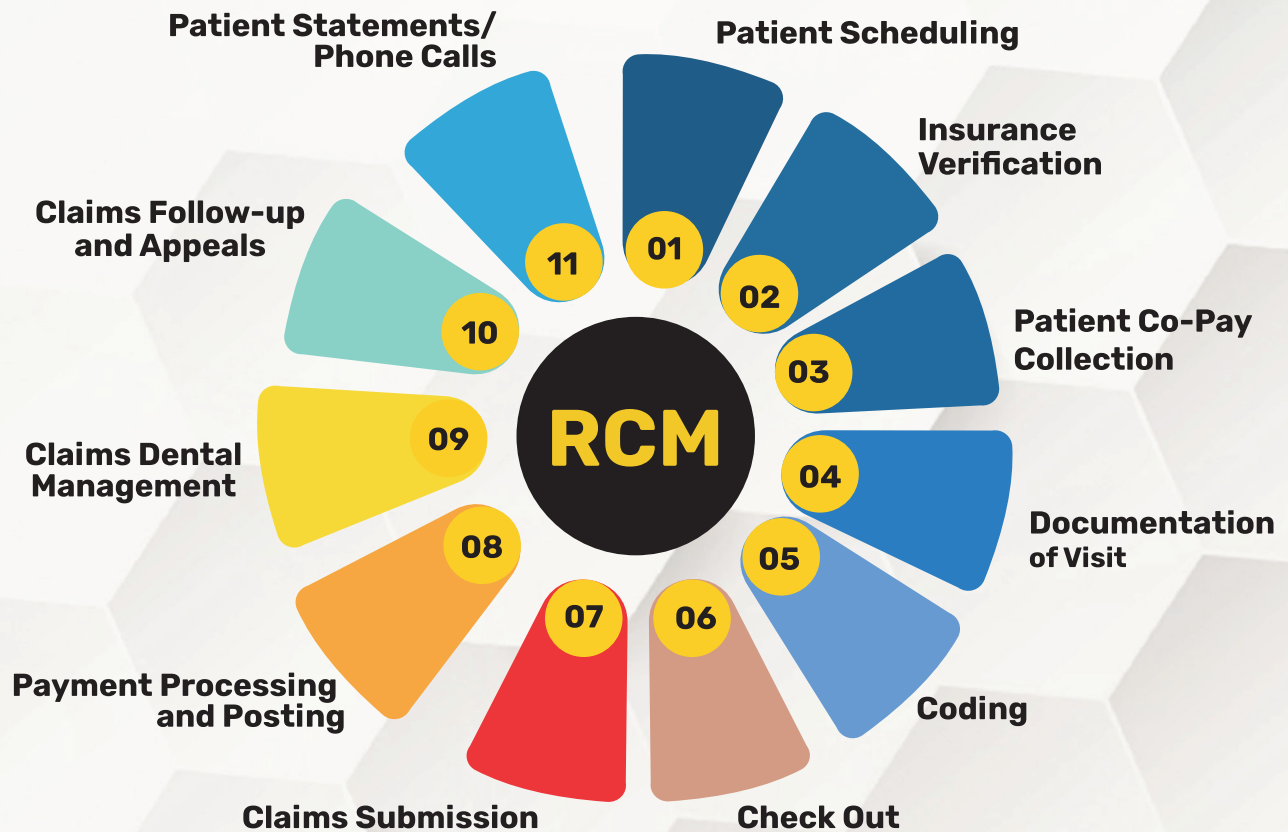 Patient Scheduling
01
Insurance
Verification
02
Patient Co-Pay
Collection
03
Documentation
of Visit
04
Coding
05
Check Out
06
Claims Submission
07
Payment Processing
and Posting
08
Claims Dental
Management
09
Claims Follow-up
and Appeals
10
Patient Statements/
Phone Calls
11
RCM